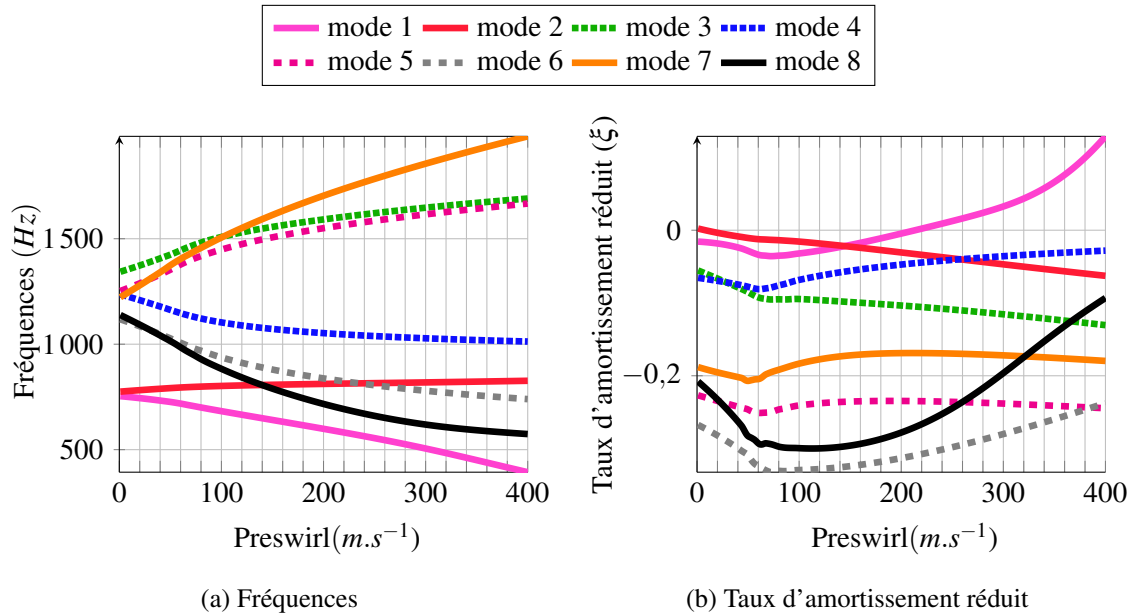 mode 1 mode 2 mode 3 mode 4
mode 5 mode 6 mode 7 mode 8
Fréquences (Hz)
1 500
1 000
500
0 100 200 300 400
Preswirl(m.s⁻¹)
(a) Fréquences
Taux d'amortissement réduit (ξ)
0
−0,2
0 100 200 300 400
Preswirl(m.s⁻¹)
(b) Taux d'amortissement réduit